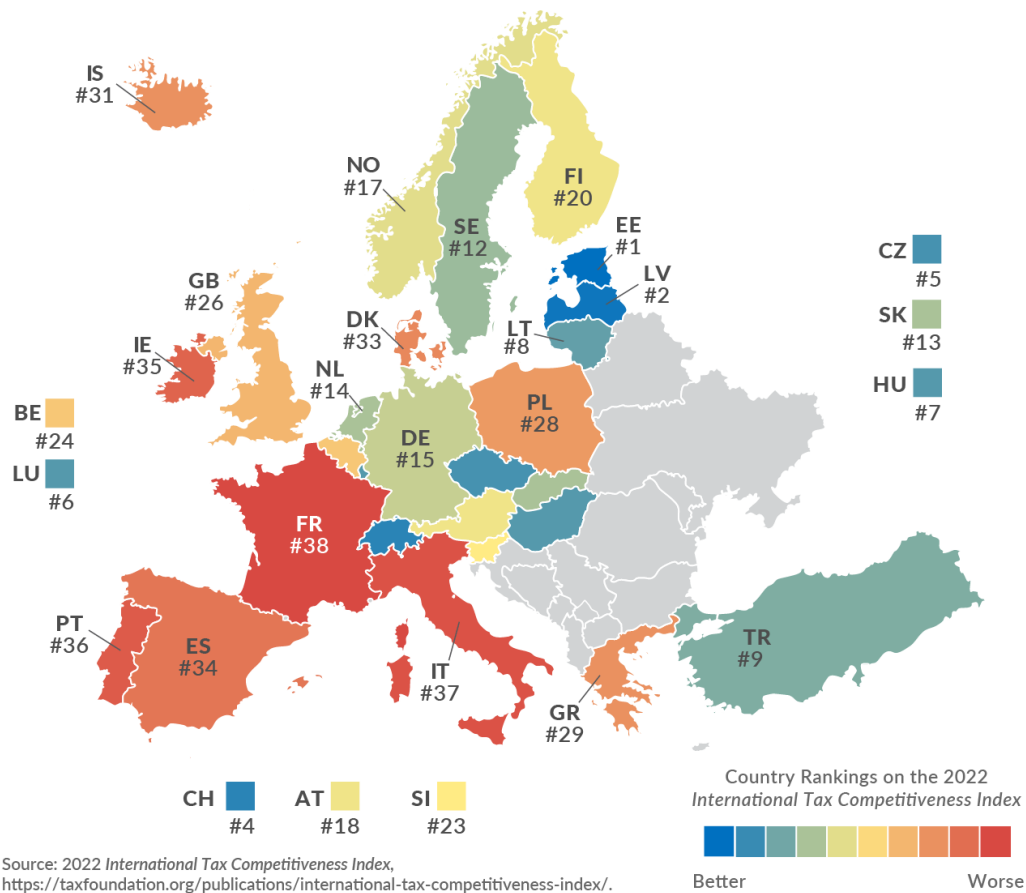 IS
#31
NO
#17
FI
#20
SE
#12
EE
#1
LV
#2
GB
#26
DK
#33
LT
#8
IE
#35
NL
#14
CZ
#5
SK
#13
HU
#7
BE
#24
LU
#6
DE
#15
PL
#28
FR
#38
PT
#36
ES
#34
IT
#37
GR
#29
TR
#9
CH
#4
AT
#18
SI
#23
Country Rankings on the 2022
International Tax Competitiveness Index
Better
Worse
Source: 2022 International Tax Competitiveness Index,
https://taxfoundation.org/publications/international-tax-competitiveness-index/.